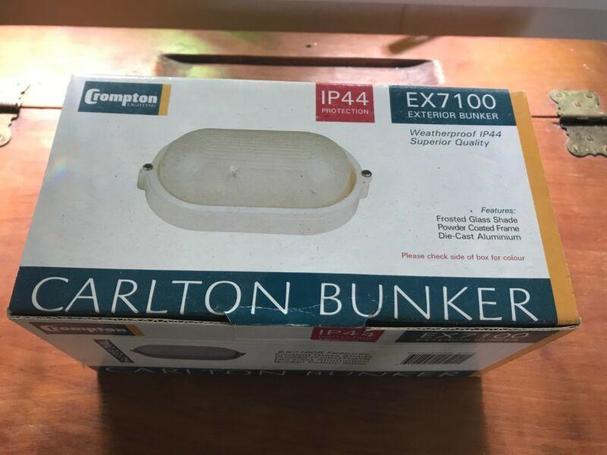 Crompton
LIGHTING
IP44
PROTECTION
EX7100
EXTERIOR BUNKER
Weatherproof IP44
Superior Quality
Features:
Frosted Glass Shade
Powder Coated Frame
Die-Cast Aluminium
Please check side of box for colour
CARLTON BUNKER
Crompton
IP44
EX7100
CARLTON BUNKER